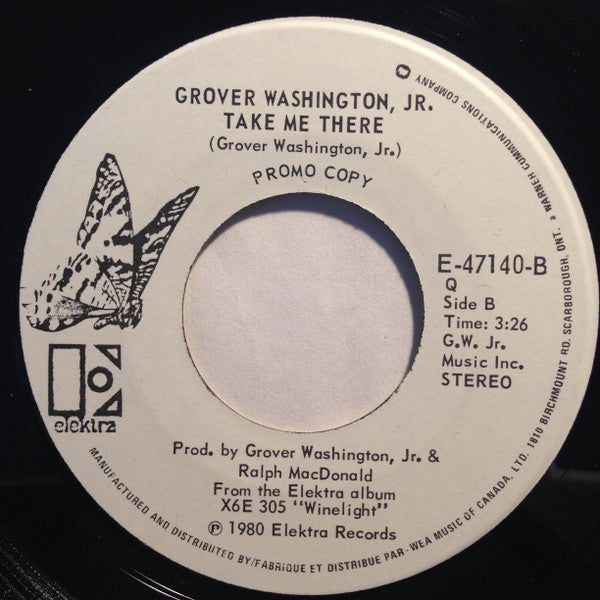 GROVER WASHINGTON, JR.
TAKE ME THERE
(Grover Washington, Jr.)
PROMO COPY
E-47140-B
Q
Side B
Time: 3:26
G.W. Jr.
Music Inc.
STEREO
elektra
Prod. by Grover Washington, Jr. &
Ralph MacDonald
From the Elektra album
X6E 305 "Winelight"
℗ 1980 Elektra Records
MANUFACTURED AND DISTRIBUTED BY/FABRIQUE ET DISTRIBUE PAR - WEA MUSIC OF CANADA, LTD. 1810 BIRCHMOUNT RD. SCARBOROUGH, ONT. a WARNER COMMUNICATIONS COMPANY